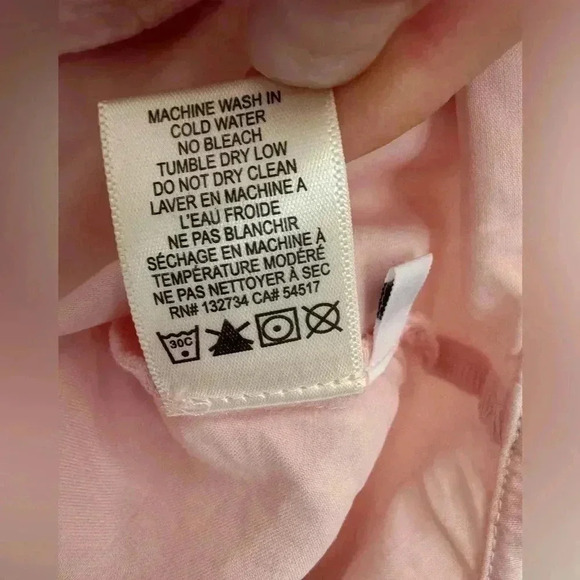 MACHINE WASH IN
COLD WATER
NO BLEACH
TUMBLE DRY LOW
DO NOT DRY CLEAN
LAVER EN MACHINE A
L'EAU FROIDE
NE PAS BLANCHIR
SÉCHAGE EN MACHINE À
TEMPÉRATURE MODÉRÉ
NE PAS NETTOYER À SEC
RN# 132734 CA# 54517
30C